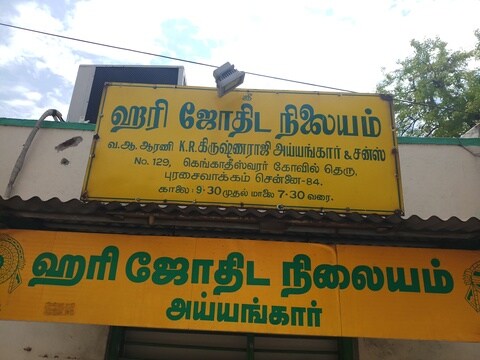 ஹரி ஜோதிட நிலையம்
வ.ஆ. ஆரணி K.R.கிருஷ்ணராஜ் அய்யங்கார் & சன்ஸ்
No. 129, கெங்காதீஸ்வரர் கோவில் தெரு,
புரசைவாக்கம் சென்னை-84.
காலை: 9·30 முதல் மாலை 7·30 வரை.
ஹரி ஜோதிட நிலையம்
அய்யங்கார்